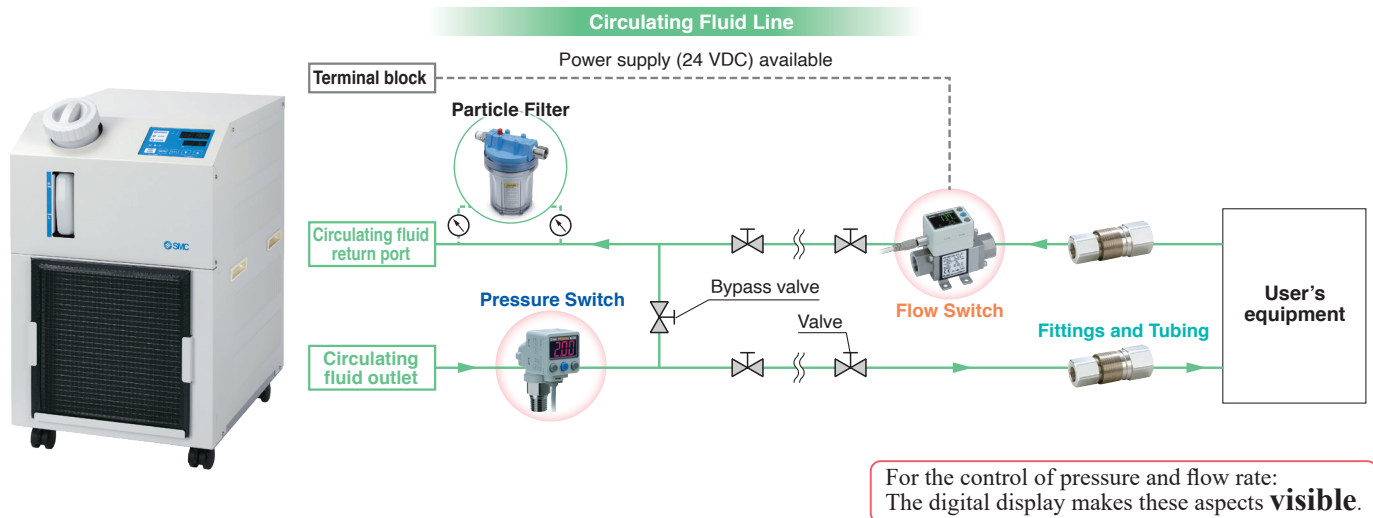 Circulating Fluid Line
Power supply (24 VDC) available
Terminal block
Particle Filter
SMC
Circulating fluid
return port
Pressure Switch
Bypass valve
Flow Switch
User's
equipment
Valve
Fittings and Tubing
200
Circulating
fluid outlet
For the control of pressure and flow rate:
The digital display makes these aspects visible.